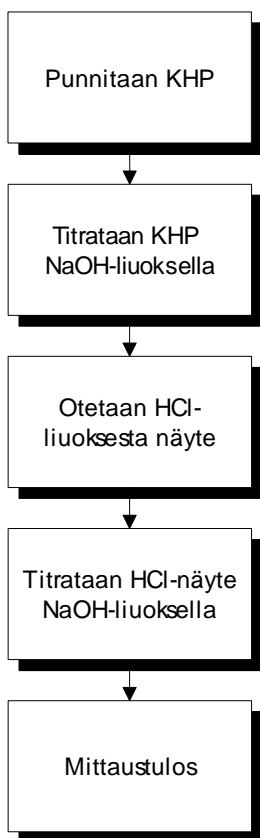 Punnitaan KHP
Titrataan KHP
NaOH-liuoksella
Otetaan HCl-
liuoksesta näyte
Titrataan HCl-näyte
NaOH-liuoksella
Mittaustulos